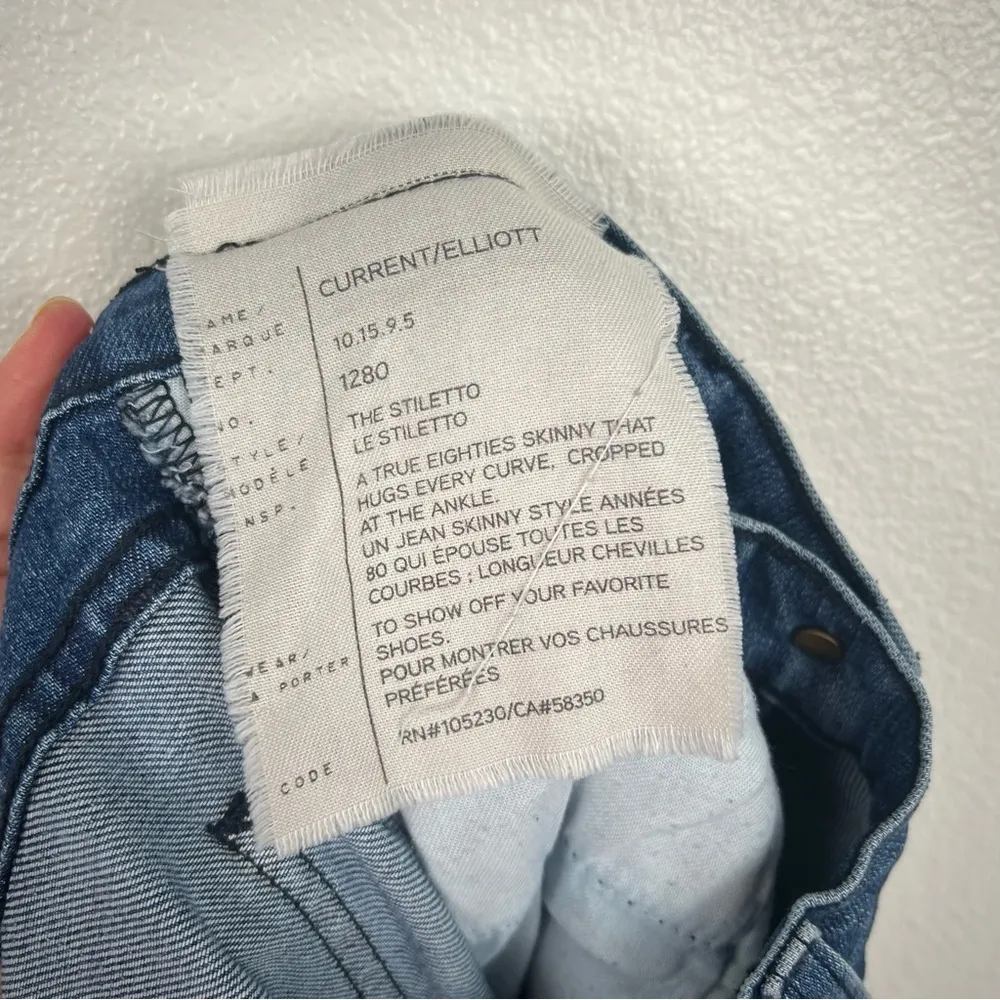 AME/ CURRENT/ELLIOTT
ARQUE
EPT. 10.15.9.5
NO. 1280
TYLE/ THE STILETTO
MODÈLE LE STILETTO
NSP. A TRUE EIGHTIES SKINNY THAT
HUGS EVERY CURVE, CROPPED
AT THE ANKLE.
UN JEAN SKINNY STYLE ANNÉES
80 QUI ÉPOUSE TOUTES LES
COURBES ; LONGUEUR CHEVILLES
WEAR/ TO SHOW OFF YOUR FAVORITE
À PORTER SHOES.
POUR MONTRER VOS CHAUSSURES
PRÉFÉRÉES
CODE RN#105230/CA#58350